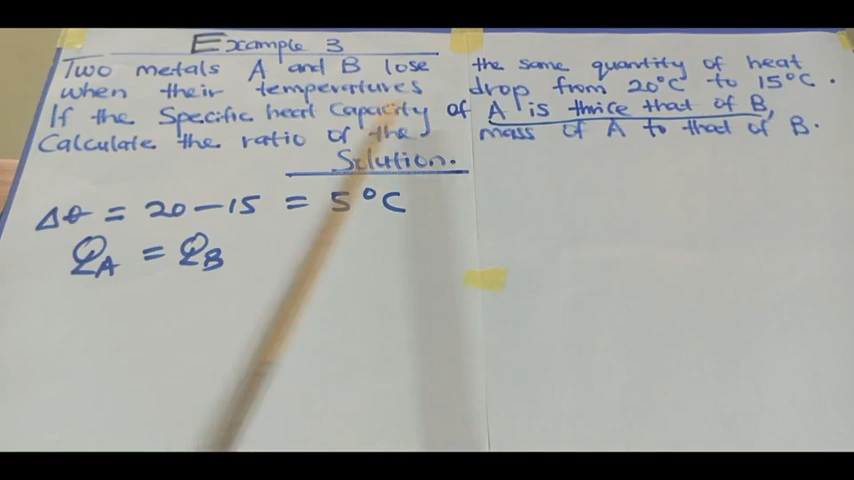 Example 3
Two metals A and B lose the same quantity of heat
when their temperatures drop from 20°C to 15°C.
If the Specific heat Capacity of A is thrice that of B,
Calculate the ratio of the mass of A to that of B.
Solution.
Δθ = 20 - 15 = 5°C
Q_A = Q_B